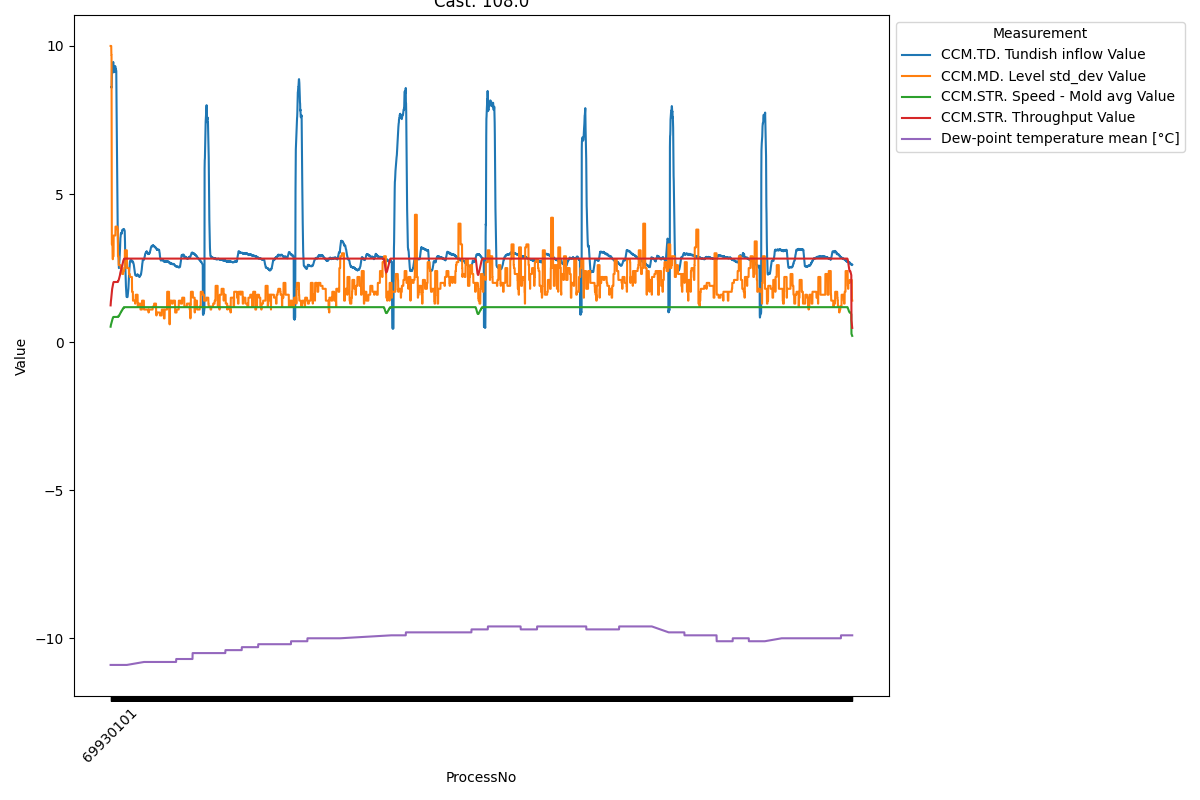 Cast: 108.0
Measurement
CCM.TD. Tundish inflow Value
CCM.MD. Level std_dev Value
CCM.STR. Speed - Mold avg Value
CCM.STR. Throughput Value
Dew-point temperature mean [°C]
10
5
0
−5
−10
Value
69930101
ProcessNo